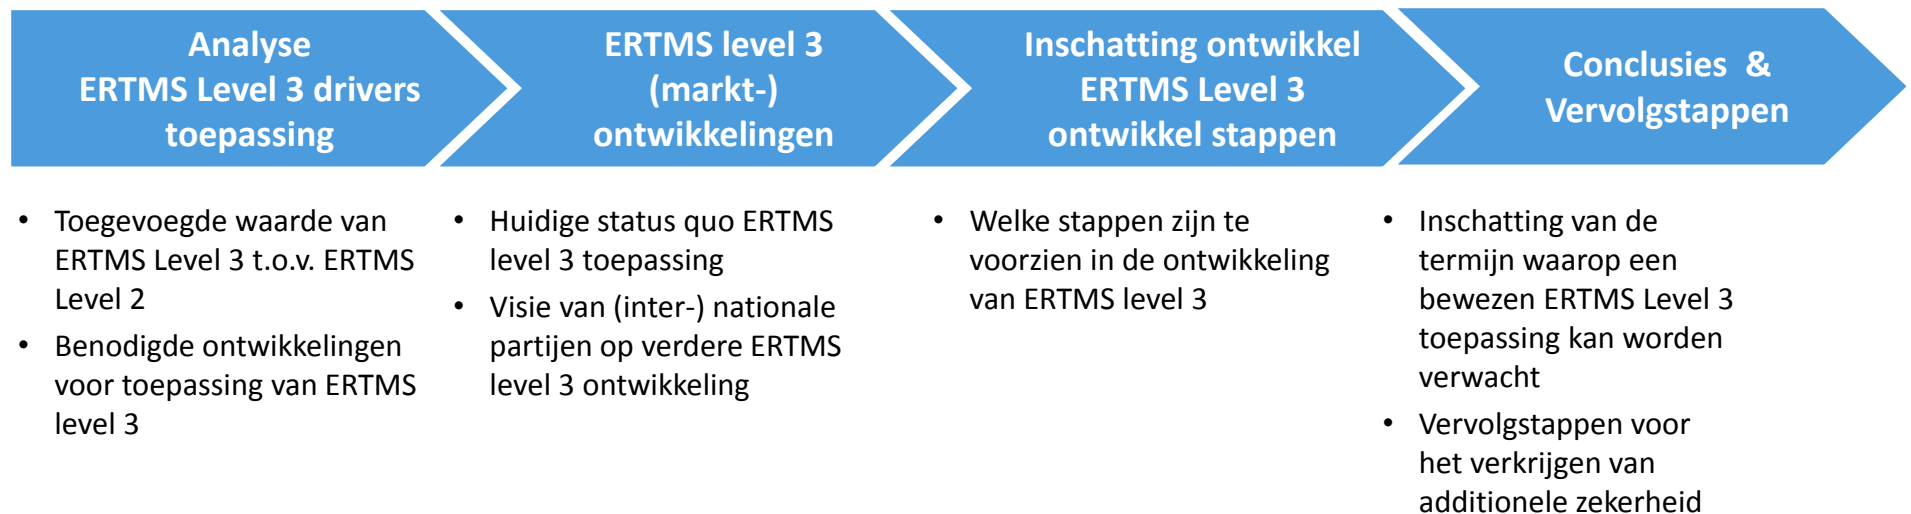 Analyse
ERTMS Level 3 drivers
toepassing
ERTMS level 3
(markt-)
ontwikkelingen
Inschatting ontwikkel
ERTMS Level 3
ontwikkel stappen
Conclusies &
Vervolgstappen
• Toegevoegde waarde van
ERTMS Level 3 t.o.v. ERTMS
Level 2
• Benodigde ontwikkelingen
voor toepassing van ERTMS
level 3
• Huidige status quo ERTMS
level 3 toepassing
• Visie van (inter-) nationale
partijen op verdere ERTMS
level 3 ontwikkeling
• Welke stappen zijn te
voorzien in de ontwikkeling
van ERTMS level 3
• Inschatting van de
termijn waarop een
bewezen ERTMS Level 3
toepassing kan worden
verwacht
• Vervolgstappen voor
het verkrijgen van
additionele zekerheid